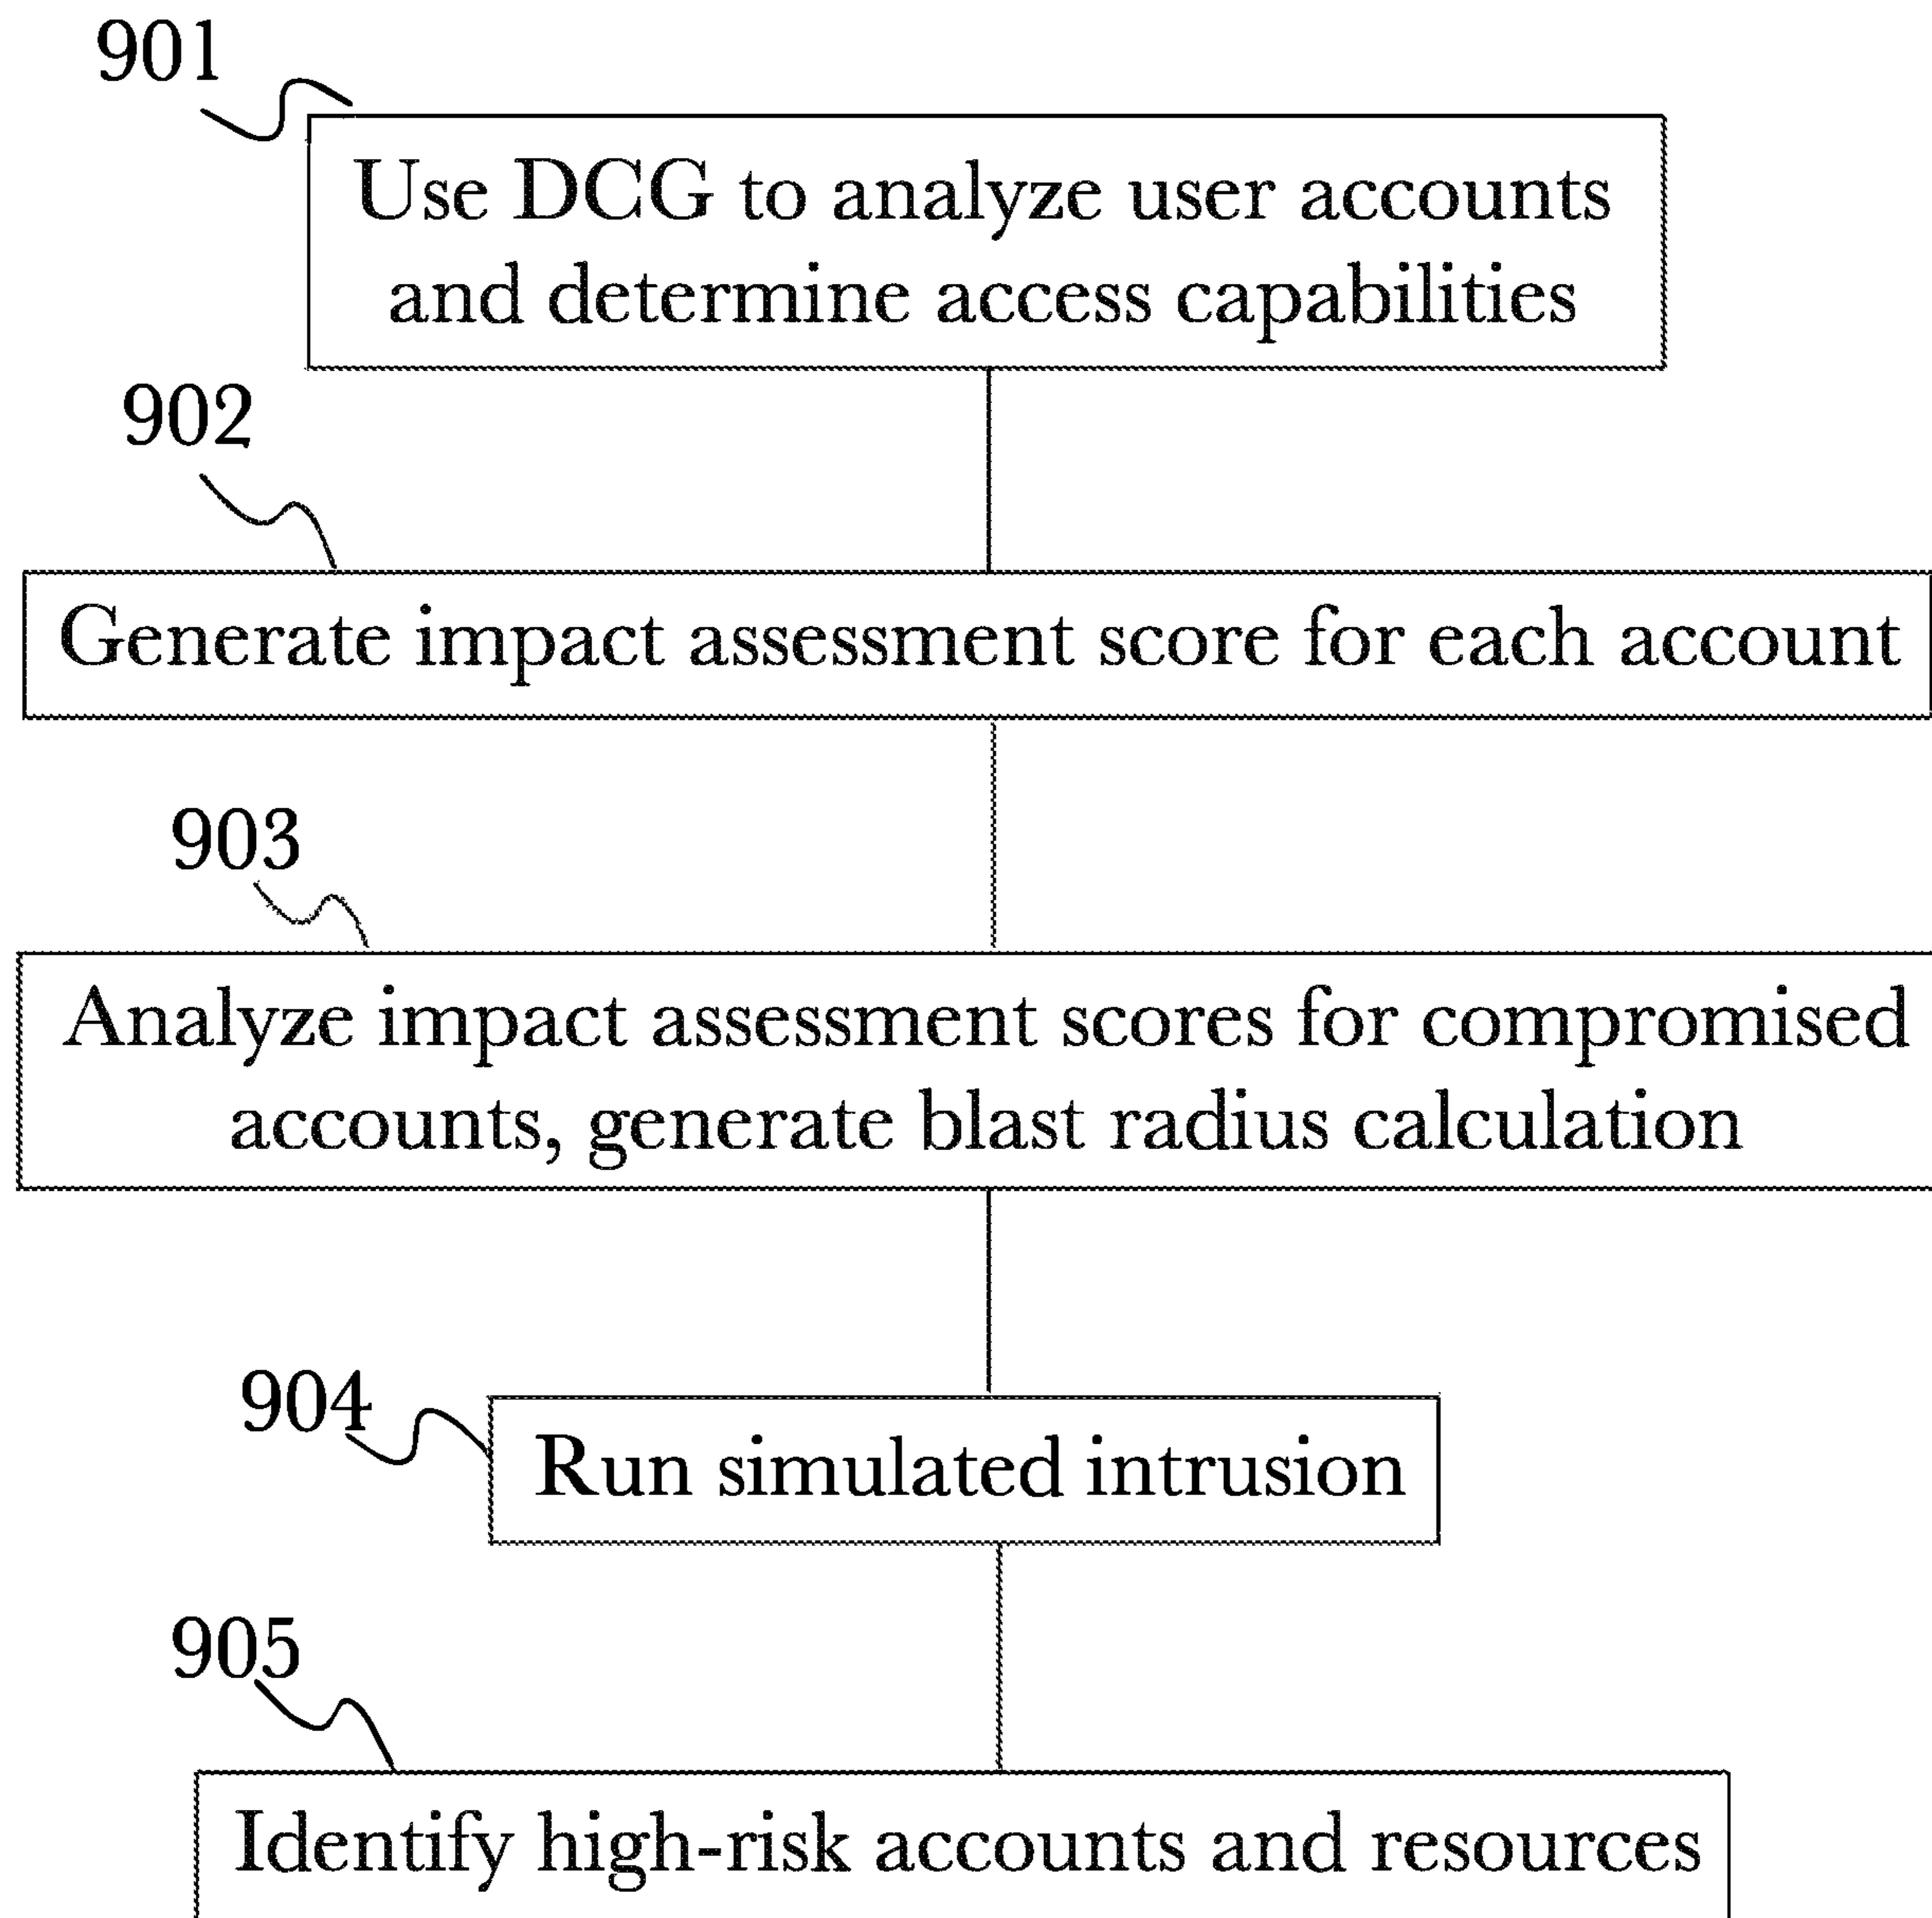 901
Use DCG to analyze user accounts
and determine access capabilities
902
Generate impact assessment score for each account
903
Analyze impact assessment scores for compromised
accounts, generate blast radius calculation
904
Run simulated intrusion
905
Identify high-risk accounts and resources